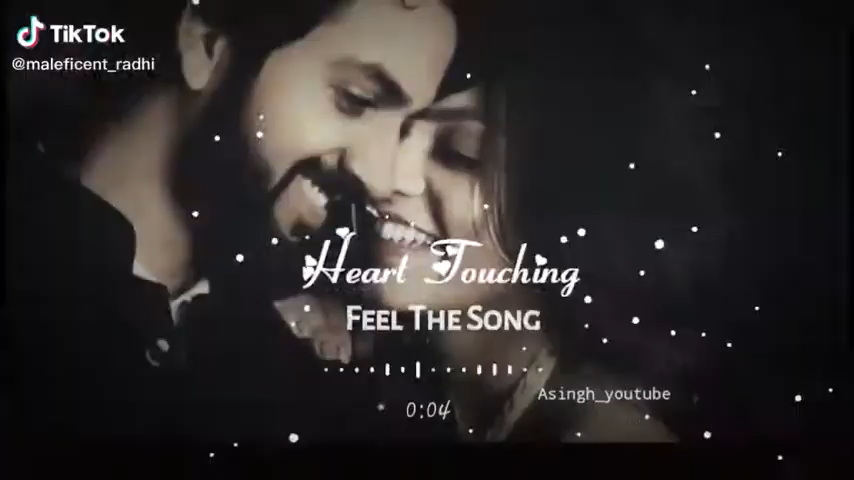 TikTok
@maleficent_radhi
Heart Touching
FEEL THE SONG
Asingh_youtube
0:04